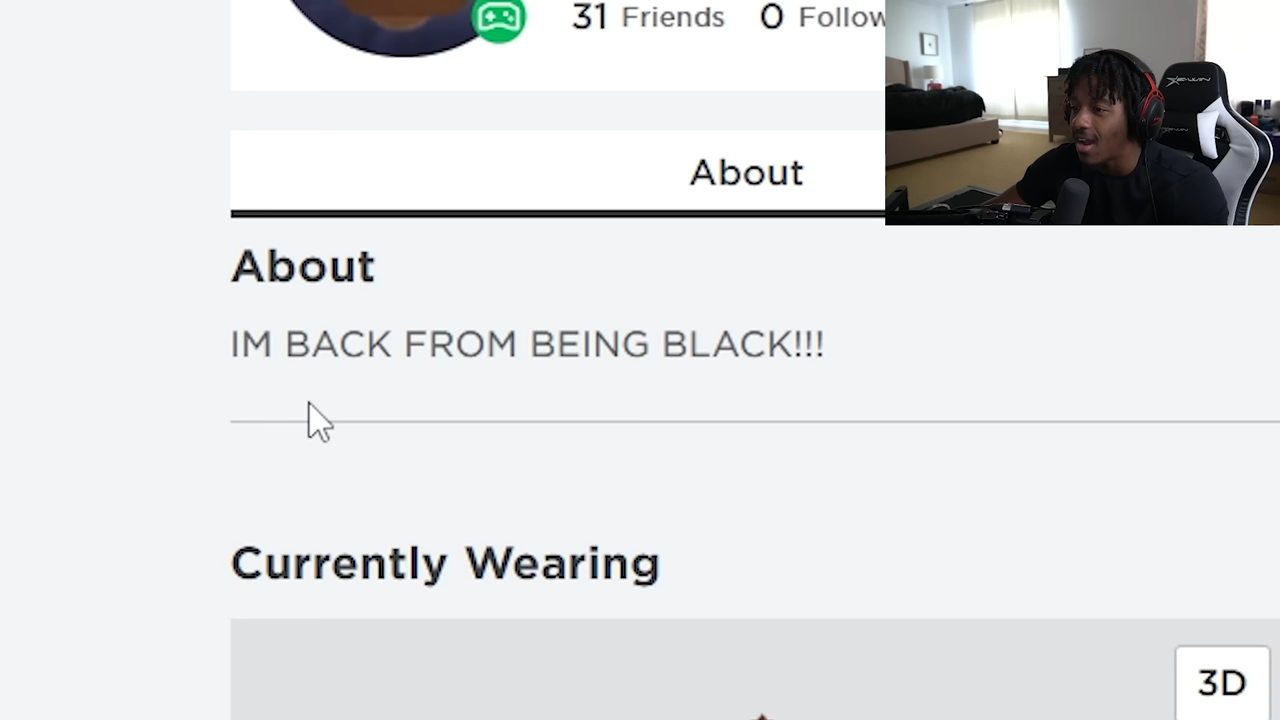 31 Friends 0 Follow
About
About
IM BACK FROM BEING BLACK!!!
Currently Wearing
3D